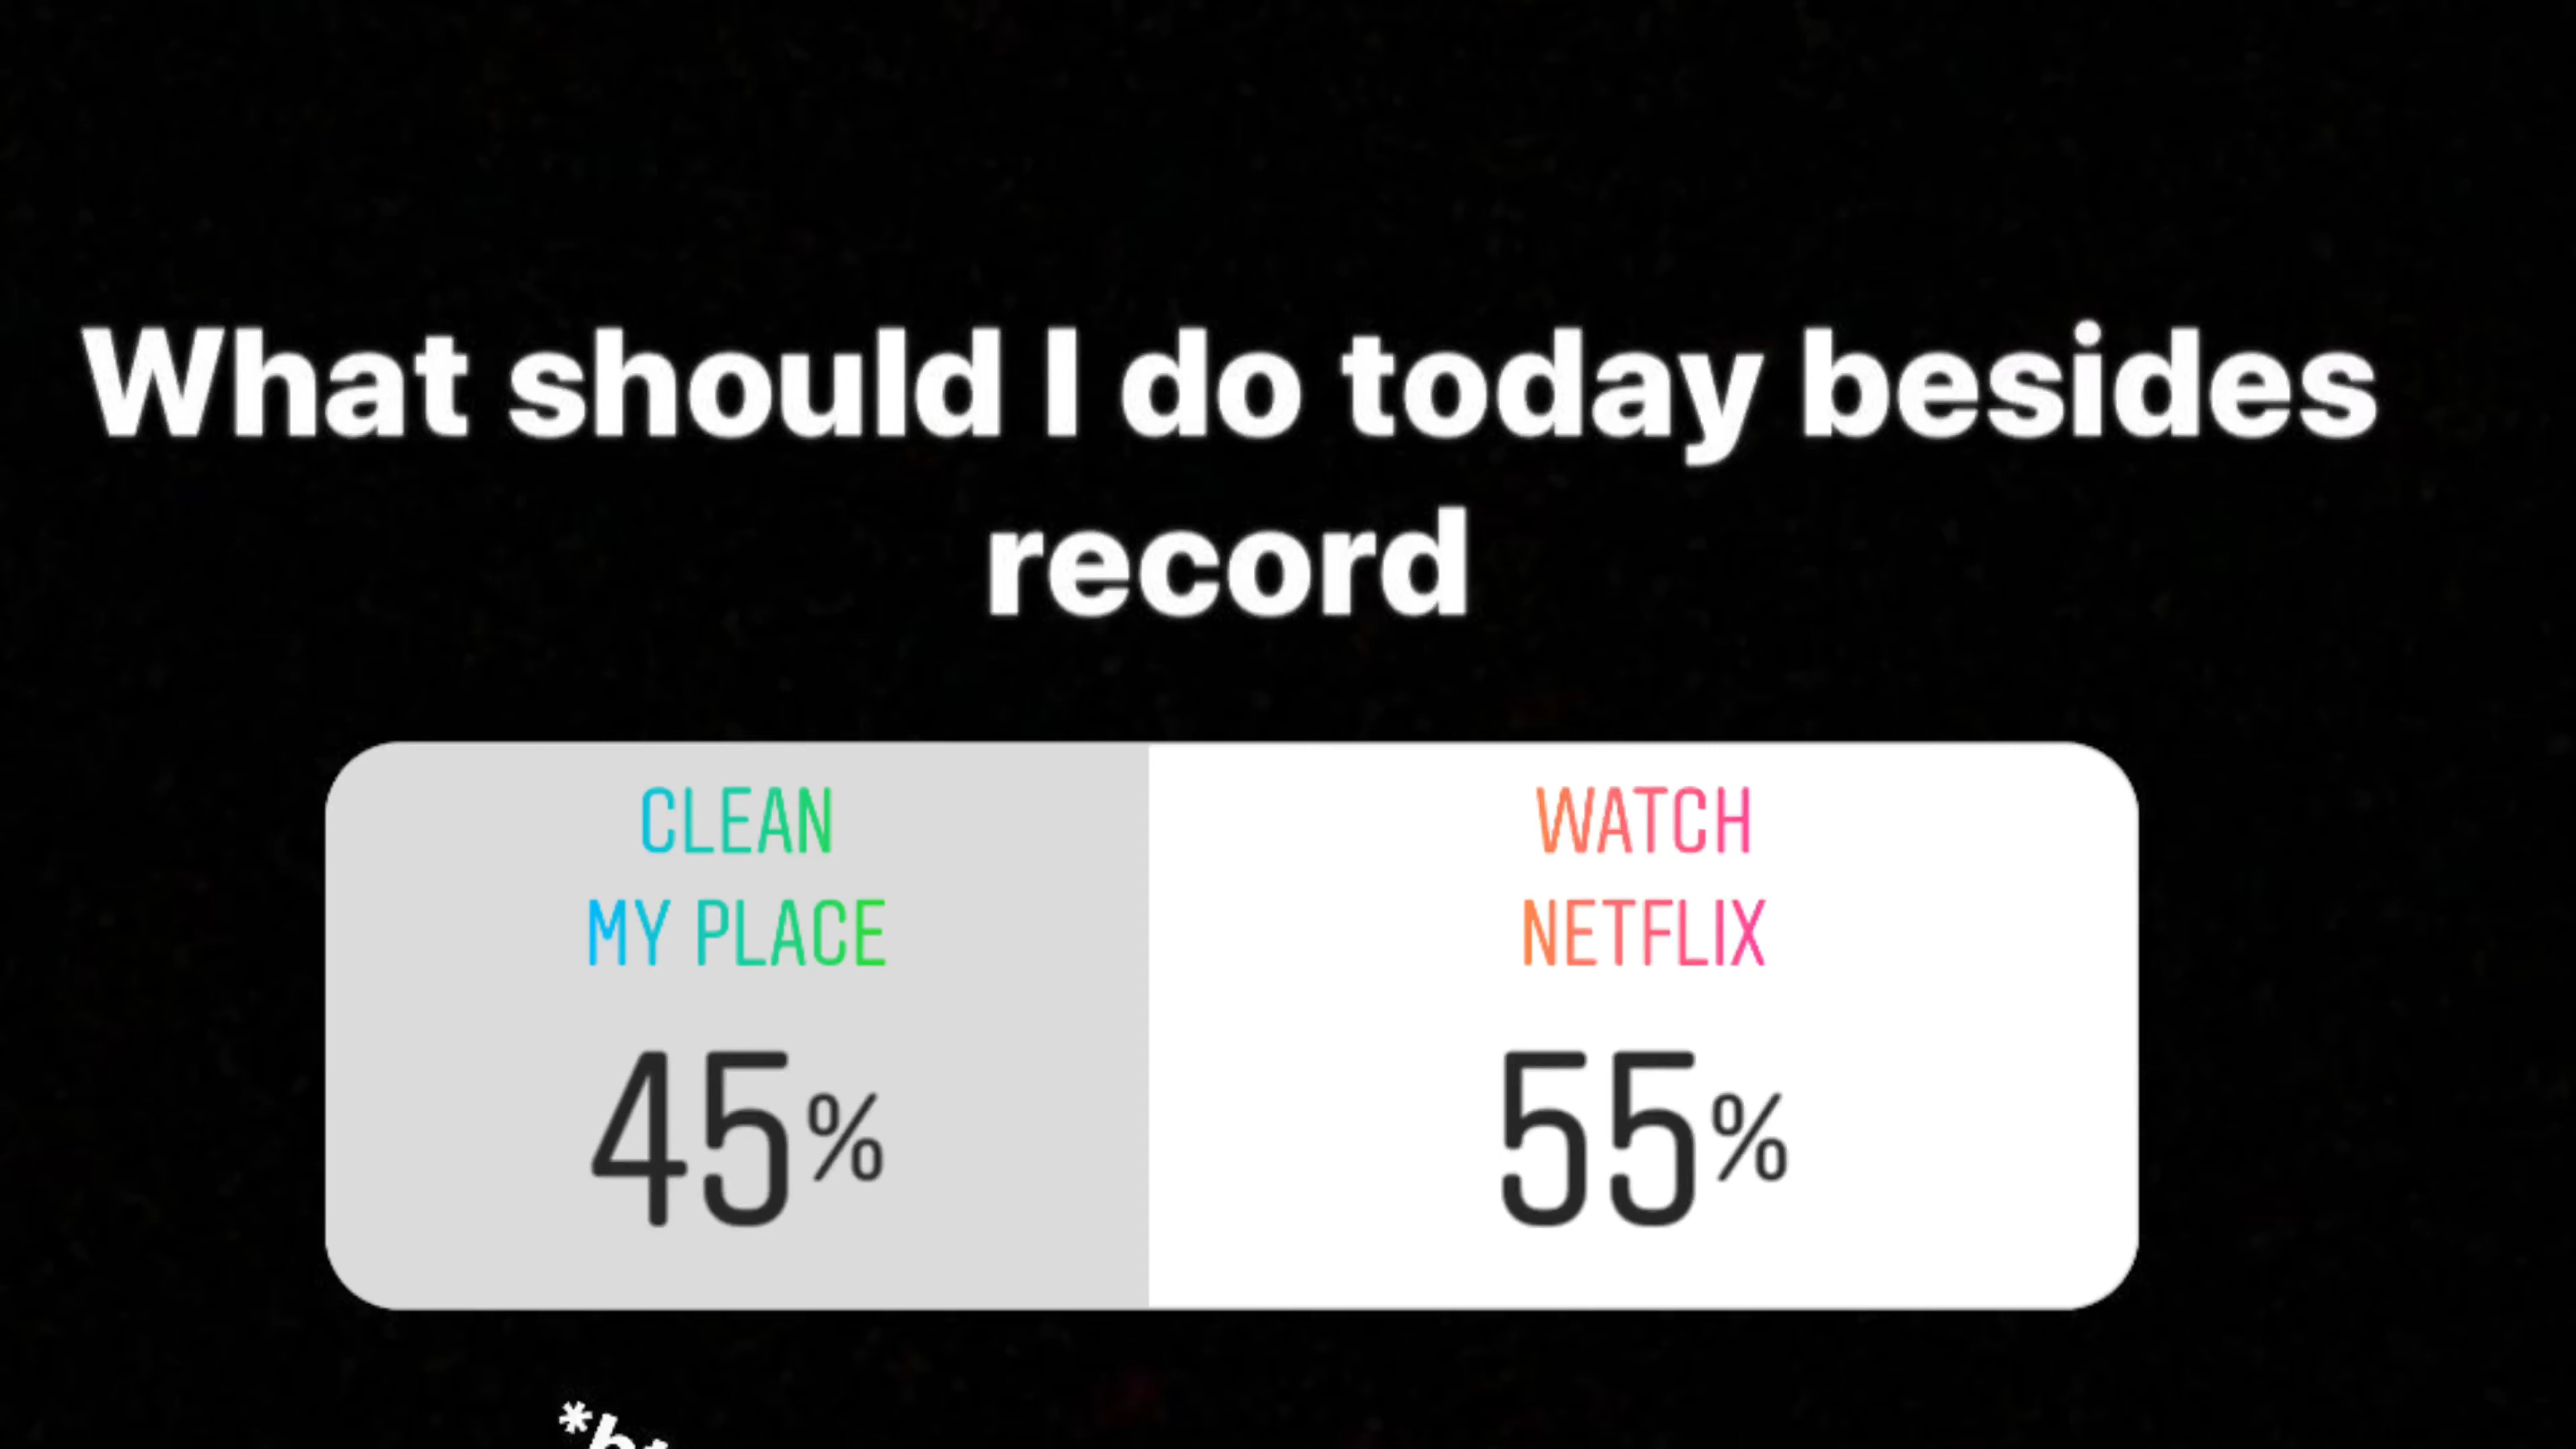 What should I do today besides
record
CLEAN
MY PLACE
WATCH
NETFLIX
45%
55%